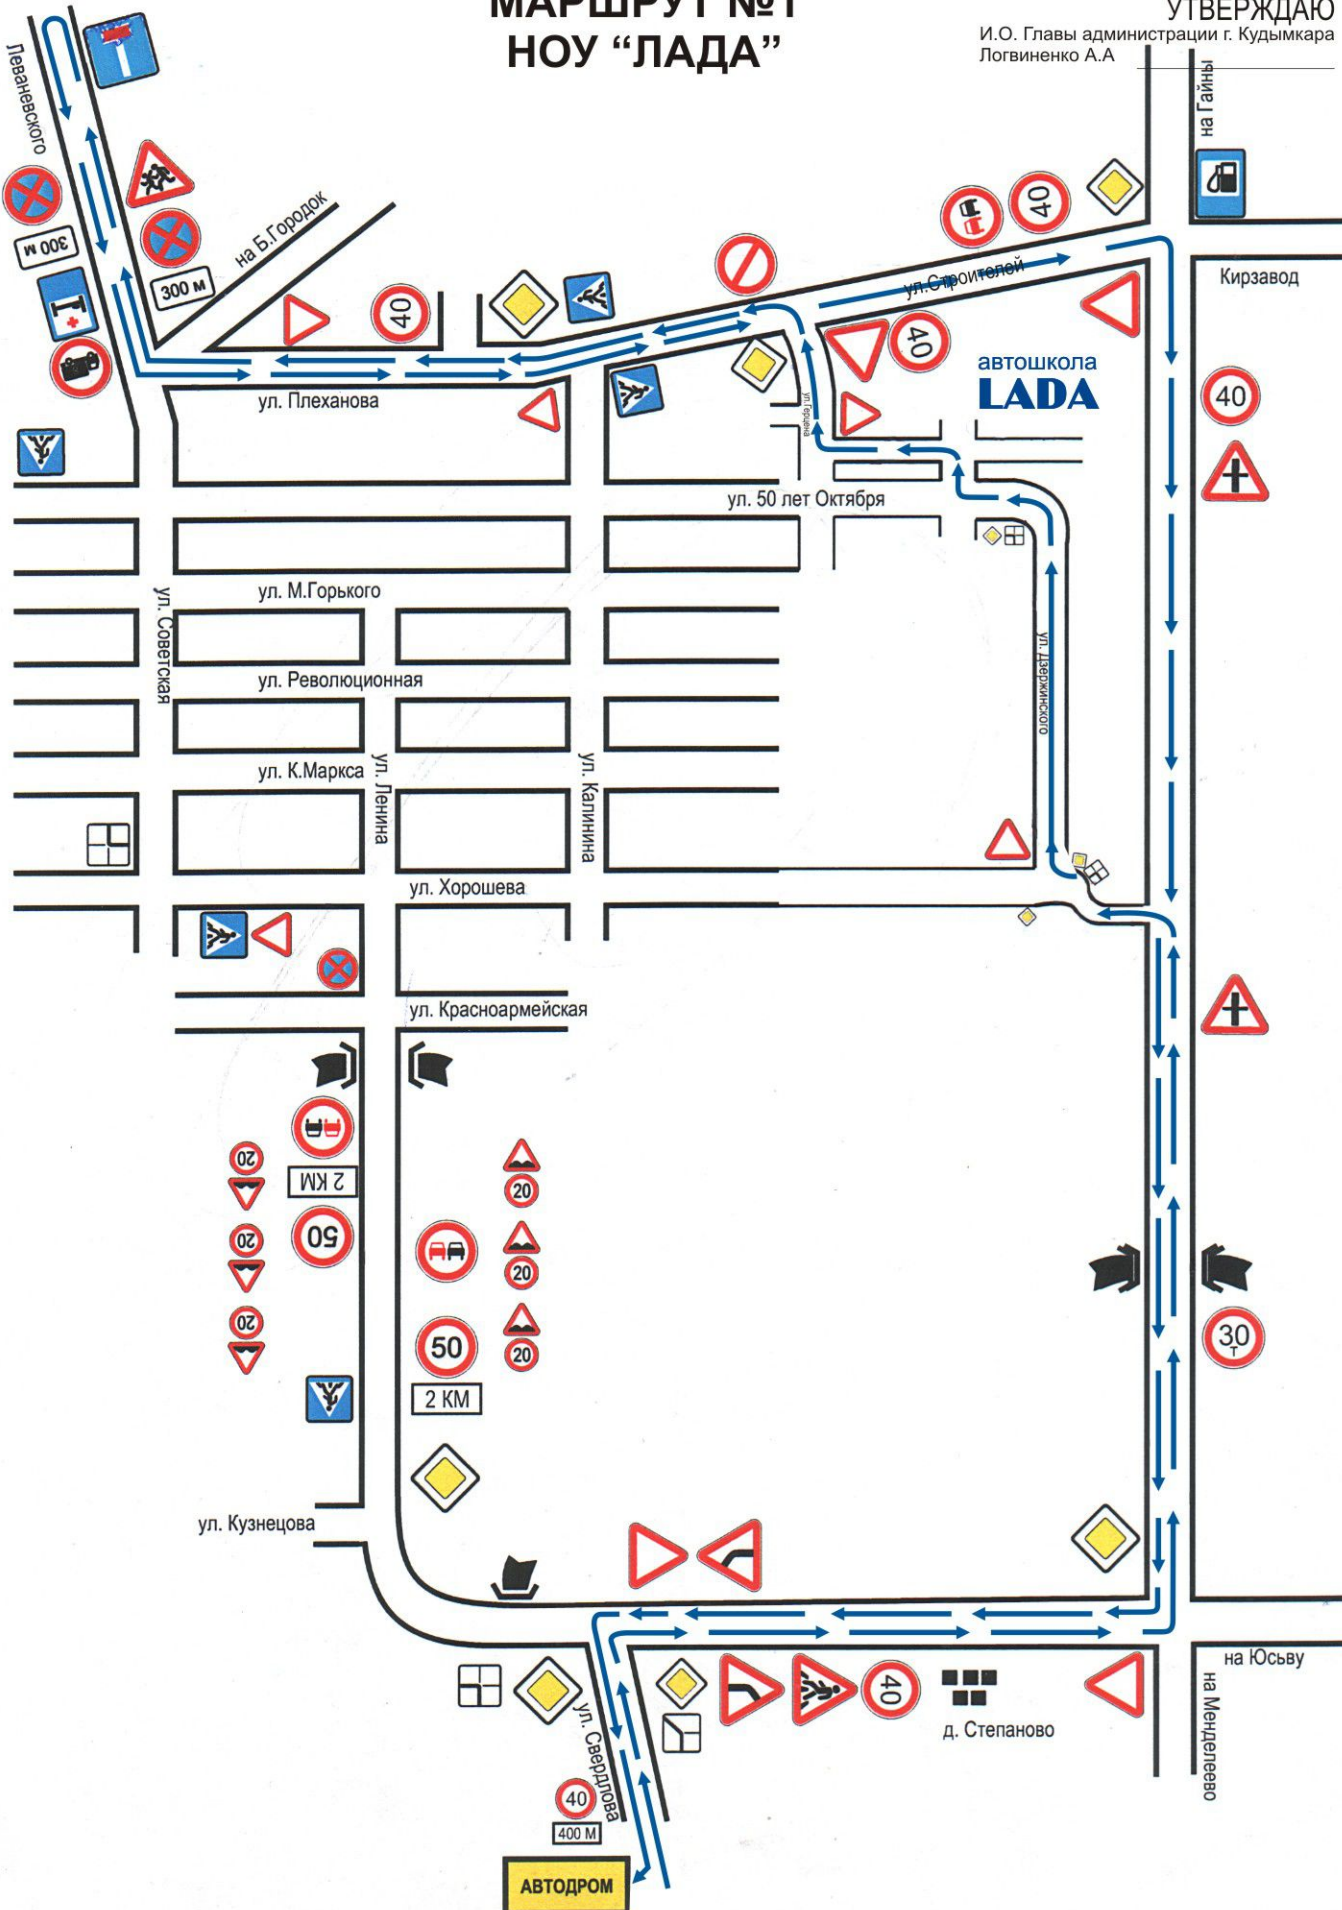 МАРШРУТ №1
НОУ “ЛАДА”
УТВЕРЖДАЮ
И.О. Главы администрации г. Кудымкара
Логвиненко А.А
Леваневского
на Гайны
300 м
300 м
на Б.Городок
40
40
ул.Строителей
Кирзавод
40
автошкола
LADA
40
ул. Плеханова
ул.Герцена
ул. 50 лет Октября
ул. М.Горького
ул. Советская
ул. Дзержинского
ул. Революционная
ул. К.Маркса
ул. Ленина
ул. Калинина
ул. Хорошева
ул. Красноармейская
20
2 КМ
20
50
20
20
20
50
20
2 КМ
30
т
ул. Кузнецова
на Юсьву
40
д. Степаново
на Менделеево
ул. Свердлова
40
400 М
АВТОДРОМ